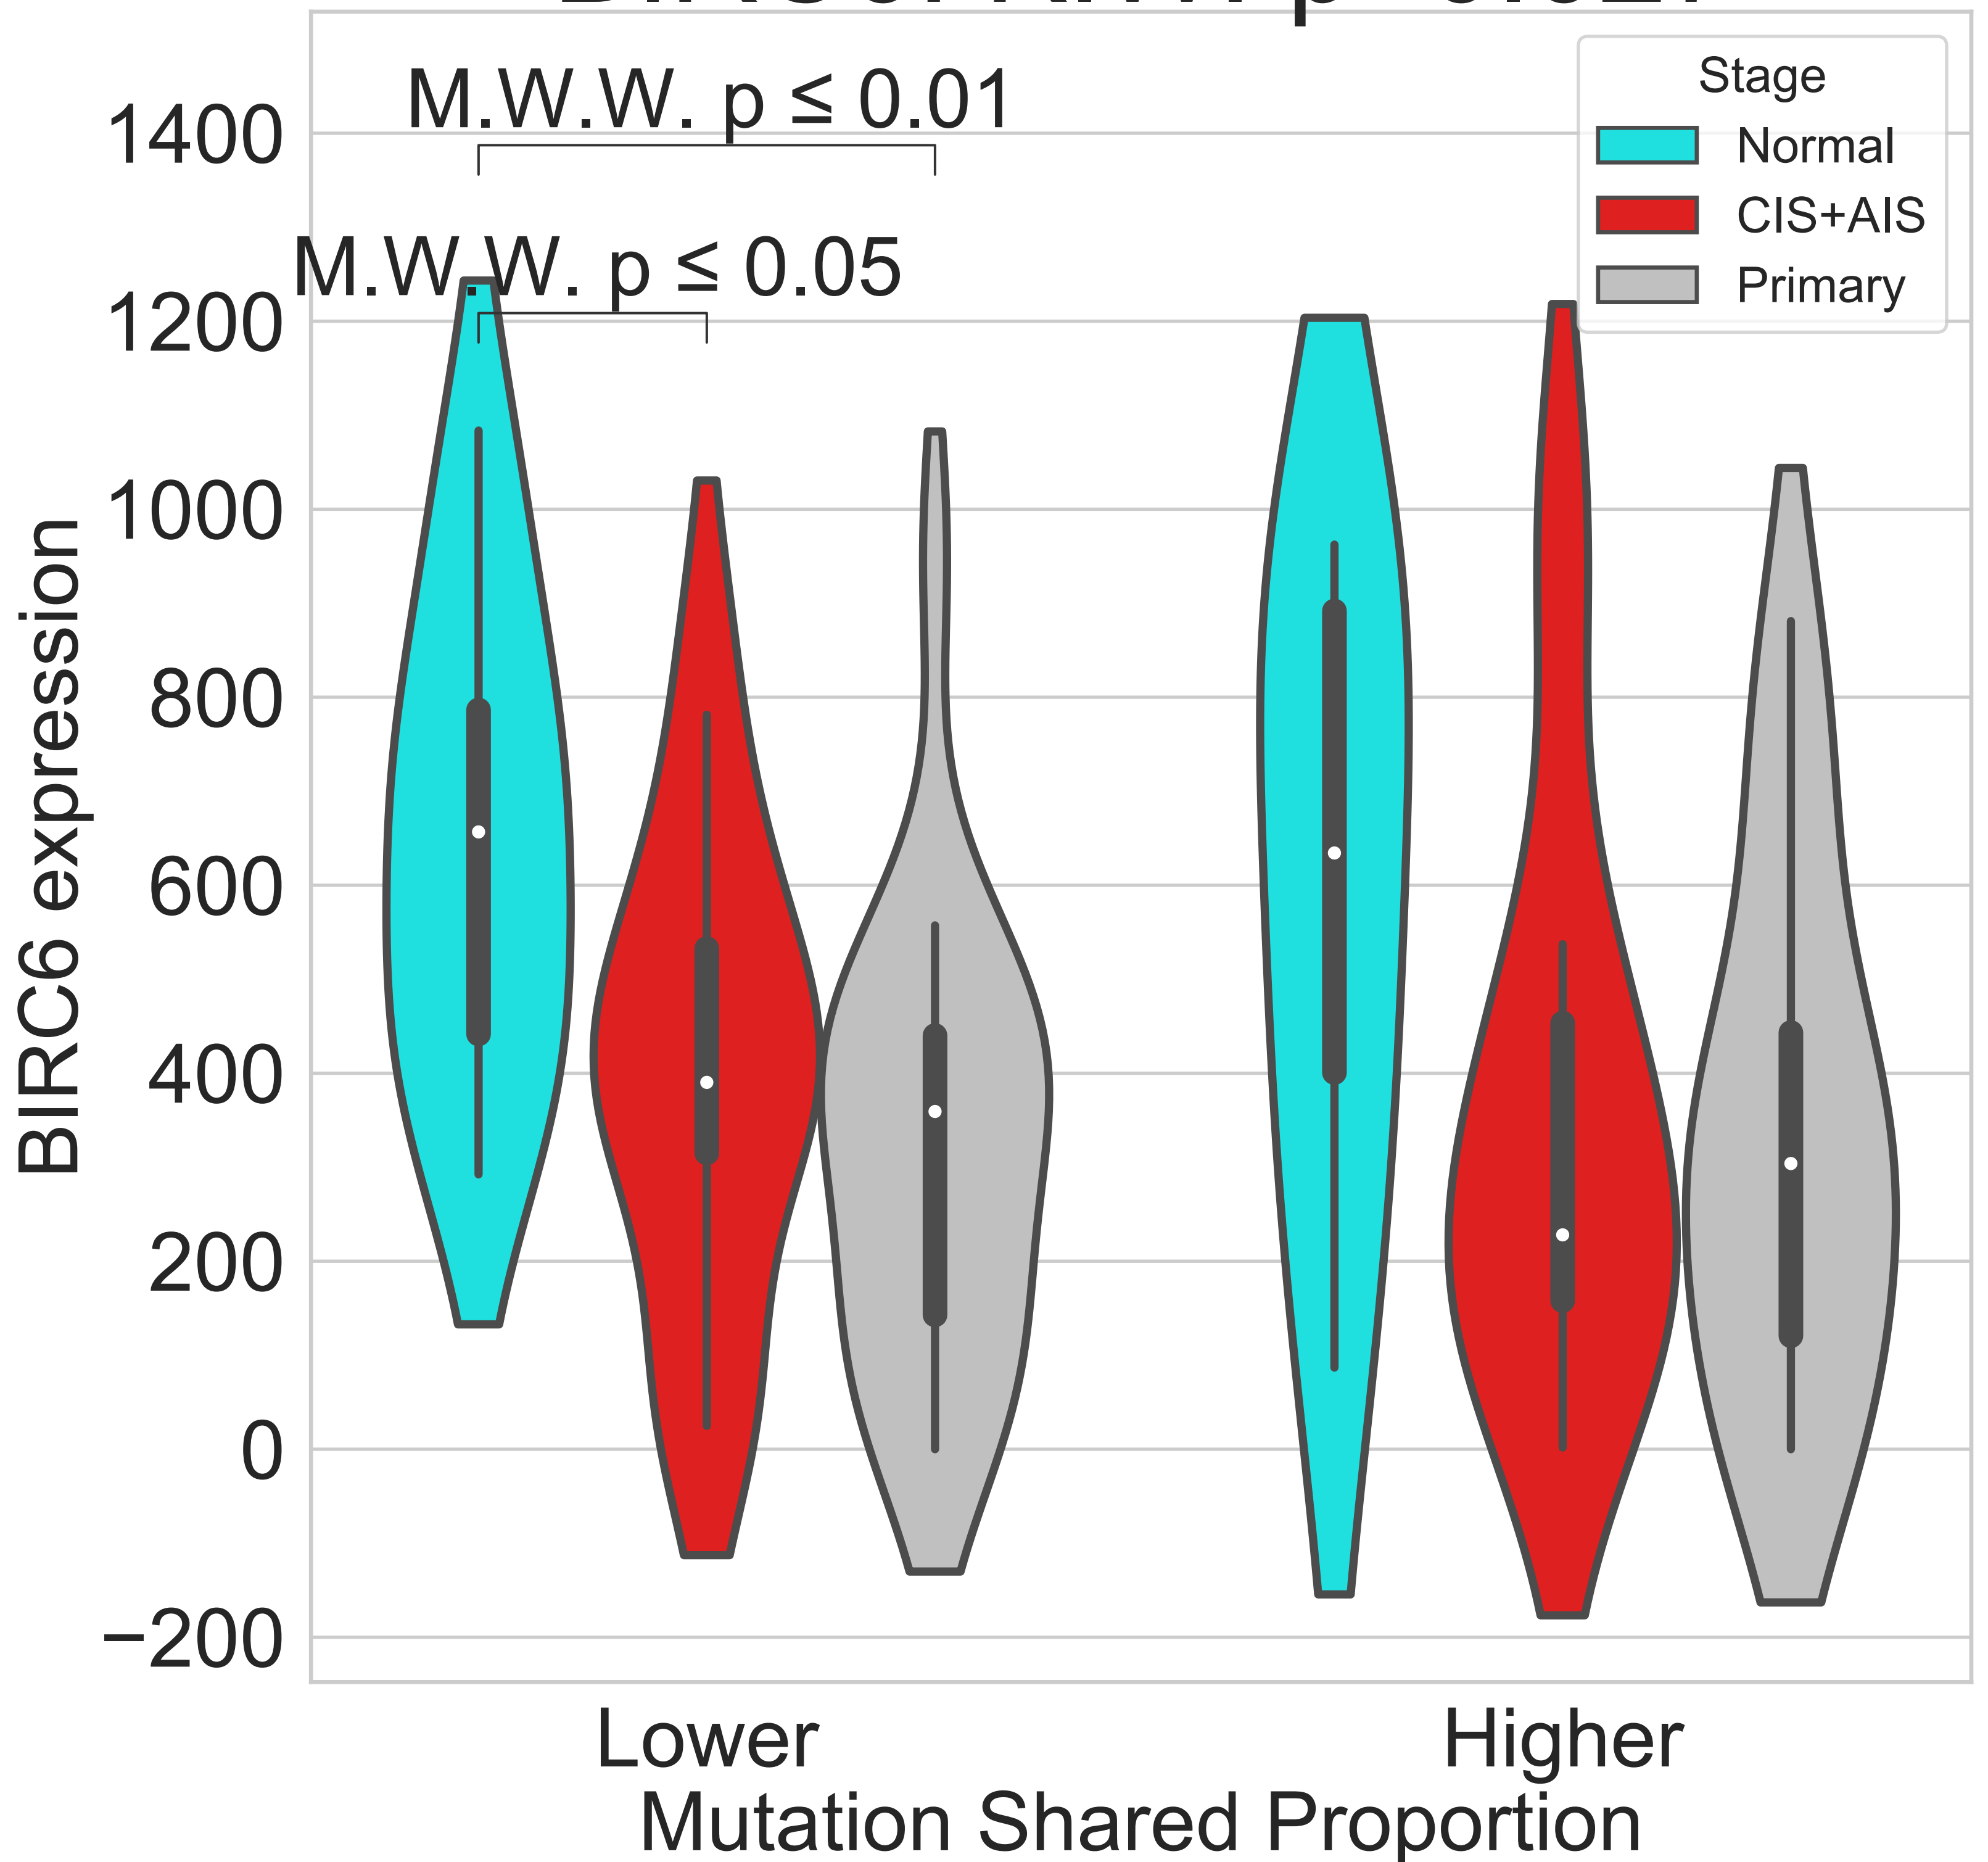 M.W.W. p ≤ 0.01
M.W.W. p ≤ 0.05
Stage
Normal
CIS+AIS
Primary
BIRC6 expression
1400
1200
1000
800
600
400
200
0
−200
Lower
Higher
Mutation Shared Proportion